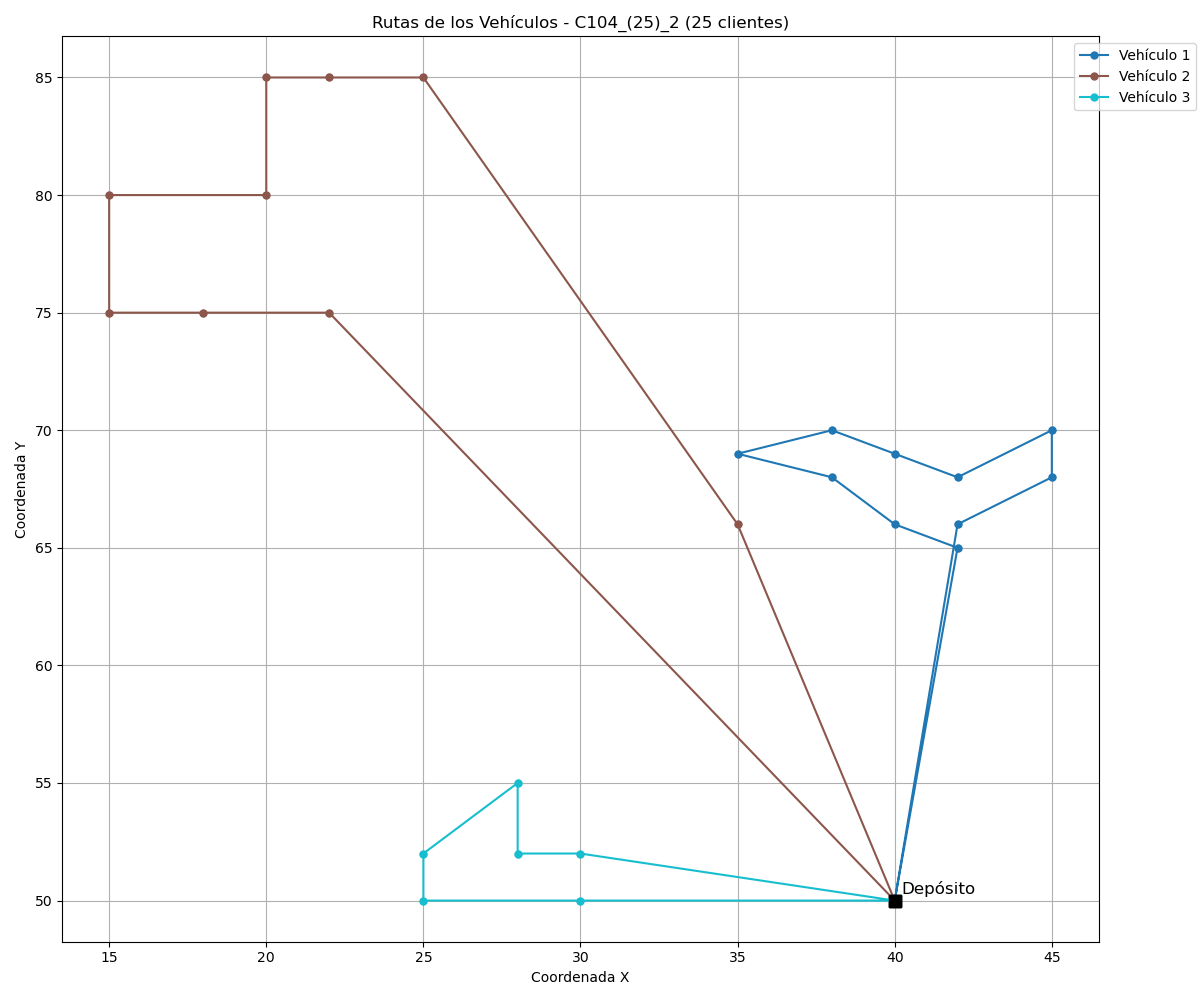 Rutas de los Vehículos - C104_(25)_2 (25 clientes)
Vehículo 1
Vehículo 2
Vehículo 3
85
80
75
70
65
60
55
50
Coordenada Y
Depósito
15 20 25 30 35 40 45
Coordenada X